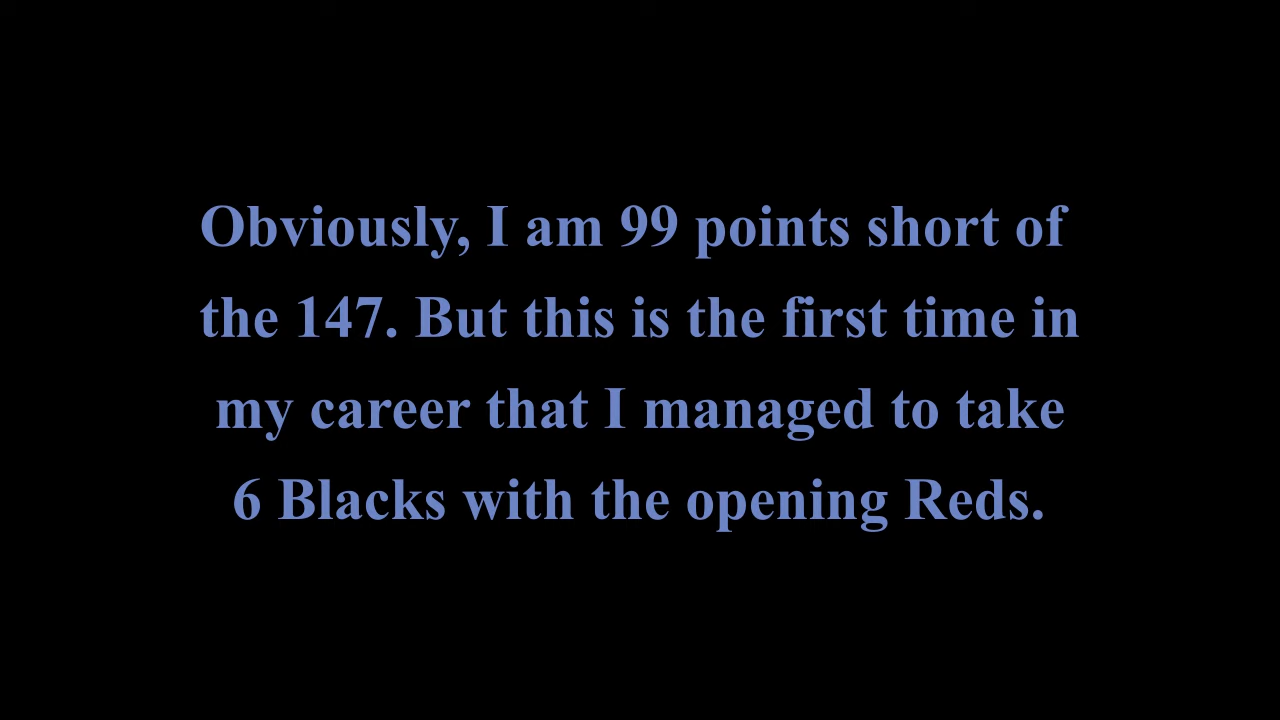 Obviously, I am 99 points short of
the 147. But this is the first time in
my career that I managed to take
6 Blacks with the opening Reds.